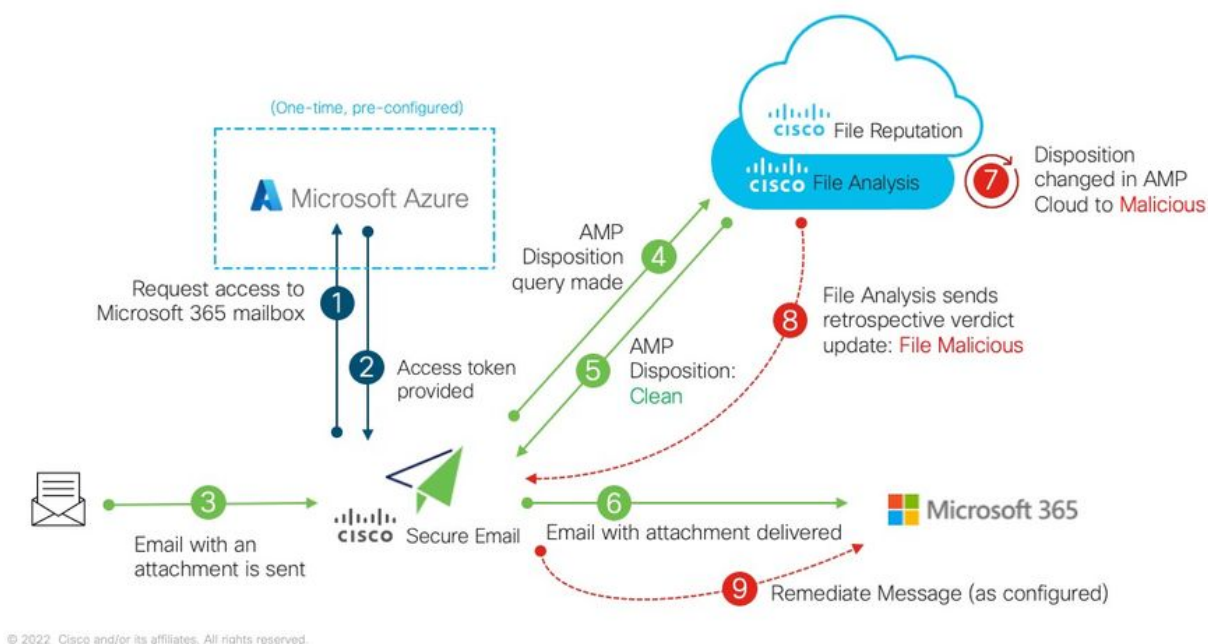 (One-time, pre-configured)
Microsoft Azure
CISCO File Reputation
CISCO File Analysis
7
Disposition
changed in AMP
Cloud to Malicious
1
Request access to
Microsoft 365 mailbox
2
Access token
provided
4
AMP
Disposition
query made
5
AMP
Disposition:
Clean
8
File Analysis sends
retrospective verdict
update: File Malicious
3
Email with an
attachment is sent
CISCO Secure Email
6
Email with attachment delivered
Microsoft 365
9
Remediate Message (as configured)
© 2022 Cisco and/or its affiliates. All rights reserved.